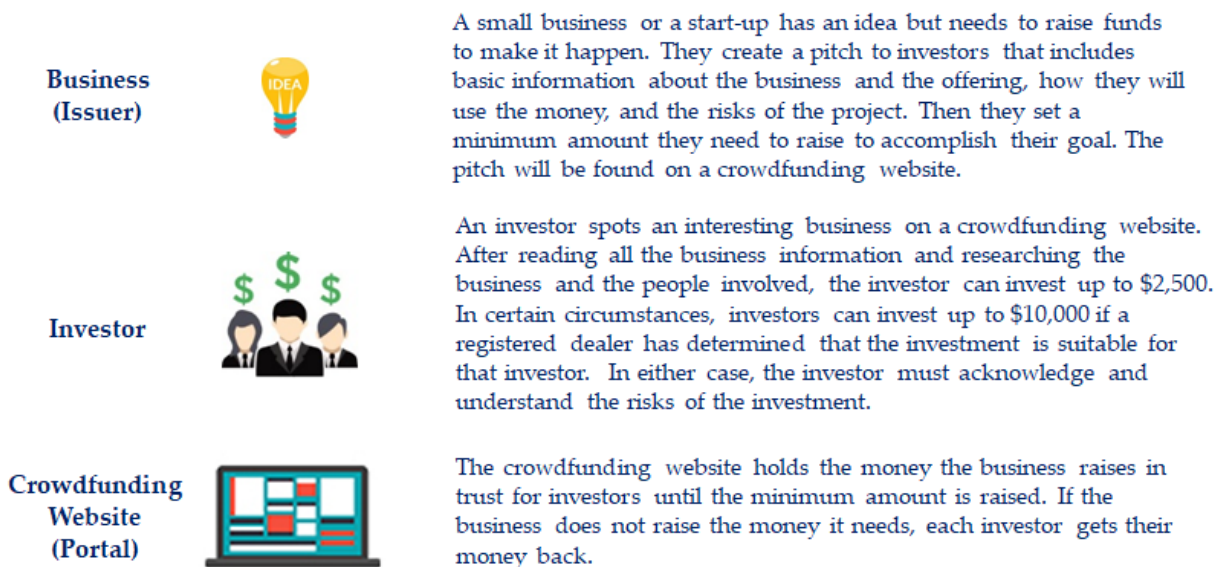 Business
(Issuer)
IDEA
A small business or a start-up has an idea but needs to raise funds
to make it happen. They create a pitch to investors that includes
basic information about the business and the offering, how they will
use the money, and the risks of the project. Then they set a
minimum amount they need to raise to accomplish their goal. The
pitch will be found on a crowdfunding website.
Investor
$ $ $
An investor spots an interesting business on a crowdfunding website.
After reading all the business information and researching the
business and the people involved, the investor can invest up to $2,500.
In certain circumstances, investors can invest up to $10,000 if a
registered dealer has determined that the investment is suitable for
that investor. In either case, the investor must acknowledge and
understand the risks of the investment.
Crowdfunding
Website
(Portal)
The crowdfunding website holds the money the business raises in
trust for investors until the minimum amount is raised. If the
business does not raise the money it needs, each investor gets their
money back.